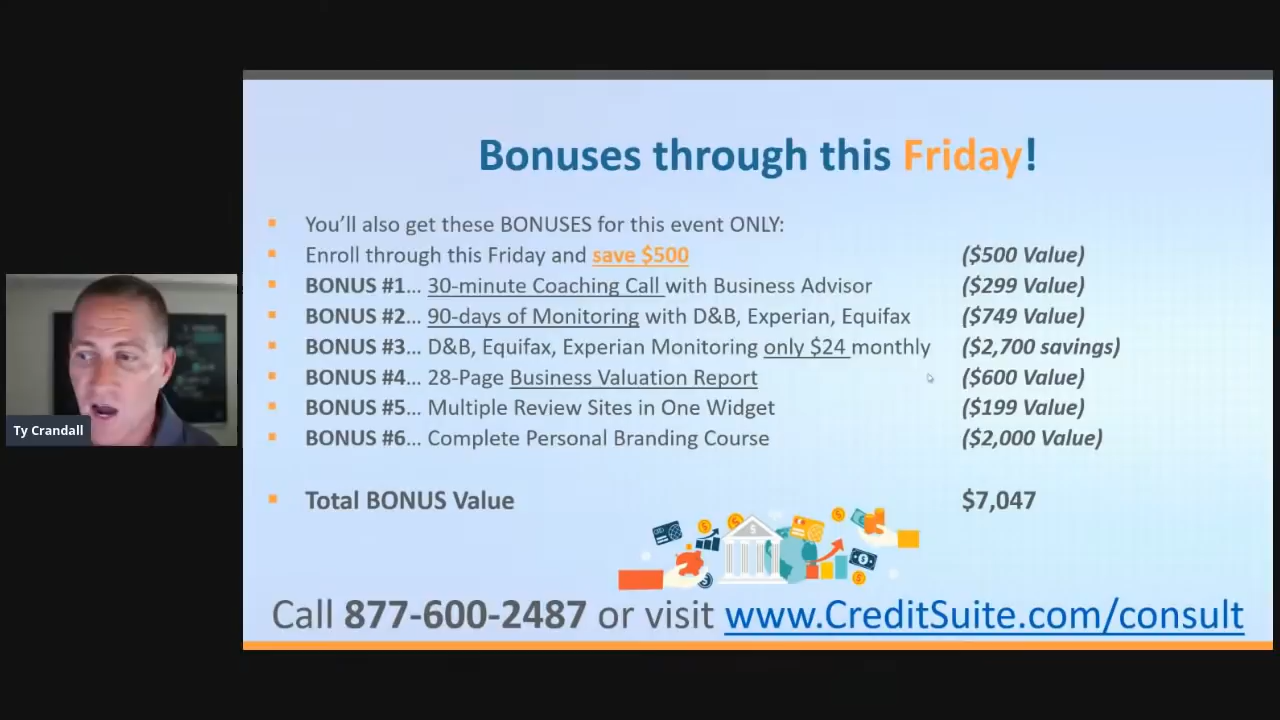 Bonuses through this Friday!
You'll also get these BONUSES for this event ONLY:
Enroll through this Friday and save $500 ($500 Value)
BONUS #1... 30-minute Coaching Call with Business Advisor ($299 Value)
BONUS #2... 90-days of Monitoring with D&B, Experian, Equifax ($749 Value)
BONUS #3... D&B, Equifax, Experian Monitoring only $24 monthly ($2,700 savings)
BONUS #4... 28-Page Business Valuation Report ($600 Value)
BONUS #5... Multiple Review Sites in One Widget ($199 Value)
BONUS #6... Complete Personal Branding Course ($2,000 Value)
Total BONUS Value $7,047
Call 877-600-2487 or visit www.CreditSuite.com/consult
Ty Crandall